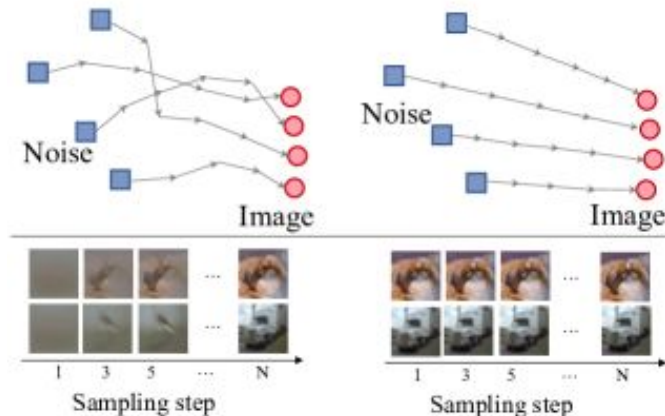 Noise
Image
Noise
Image
...
...
1 3 5 ... N
Sampling step
...
...
1 3 5 ... N
Sampling step